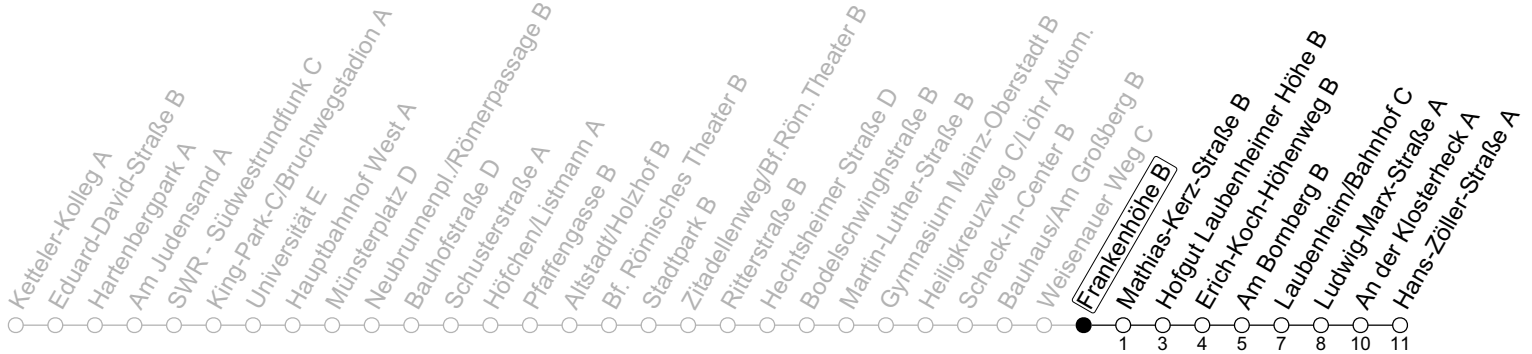 Ketteler-Kolleg A
Eduard-David-Straße B
Hartenbergpark A
Am Judensand A
SWR - Südwestrundfunk C
King-Park-C/Bruchwegstadion A
Universität E
Hauptbahnhof West A
Münsterplatz D
Neubrunnenpl./Römerpassage B
Bauhofstraße D
Schusterstraße A
Höfchen/Listmann A
Pfaffengasse B
Altstadt/Holzhof B
Bf. Römisches Theater B
Stadtpark B
Zitadellenweg/Bf.Röm.Theater B
Ritterstraße B
Hechtsheimer Straße D
Bodelschwinghstraße B
Martin-Luther-Straße B
Gymnasium Mainz-Oberstadt B
Heiligkreuzweg C/Löhr Autom.
Scheck-In-Center B
Bauhaus/Am Großberg B
Weisenauer Weg C
Frankenhöhe B
Mathias-Kerz-Straße B
Hofgut Laubenheimer Höhe B
Erich-Koch-Höhenweg B
Am Bornberg B
Laubenheim/Bahnhof C
Ludwig-Marx-Straße A
An der Klosterheck A
Hans-Zöller-Straße A
1 3 4 5 7 8 10 11